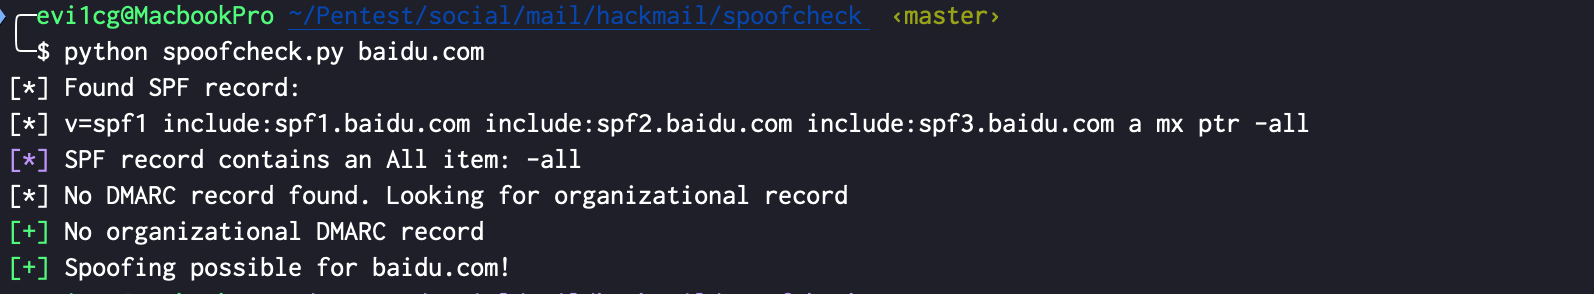 evi1cg@MacbookPro ~/Pentest/social/mail/hackmail/spoofcheck ‹master›
$ python spoofcheck.py baidu.com
[*] Found SPF record:
[*] v=spf1 include:spf1.baidu.com include:spf2.baidu.com include:spf3.baidu.com a mx ptr -all
[*] SPF record contains an All item: -all
[*] No DMARC record found. Looking for organizational record
[+] No organizational DMARC record
[+] Spoofing possible for baidu.com!